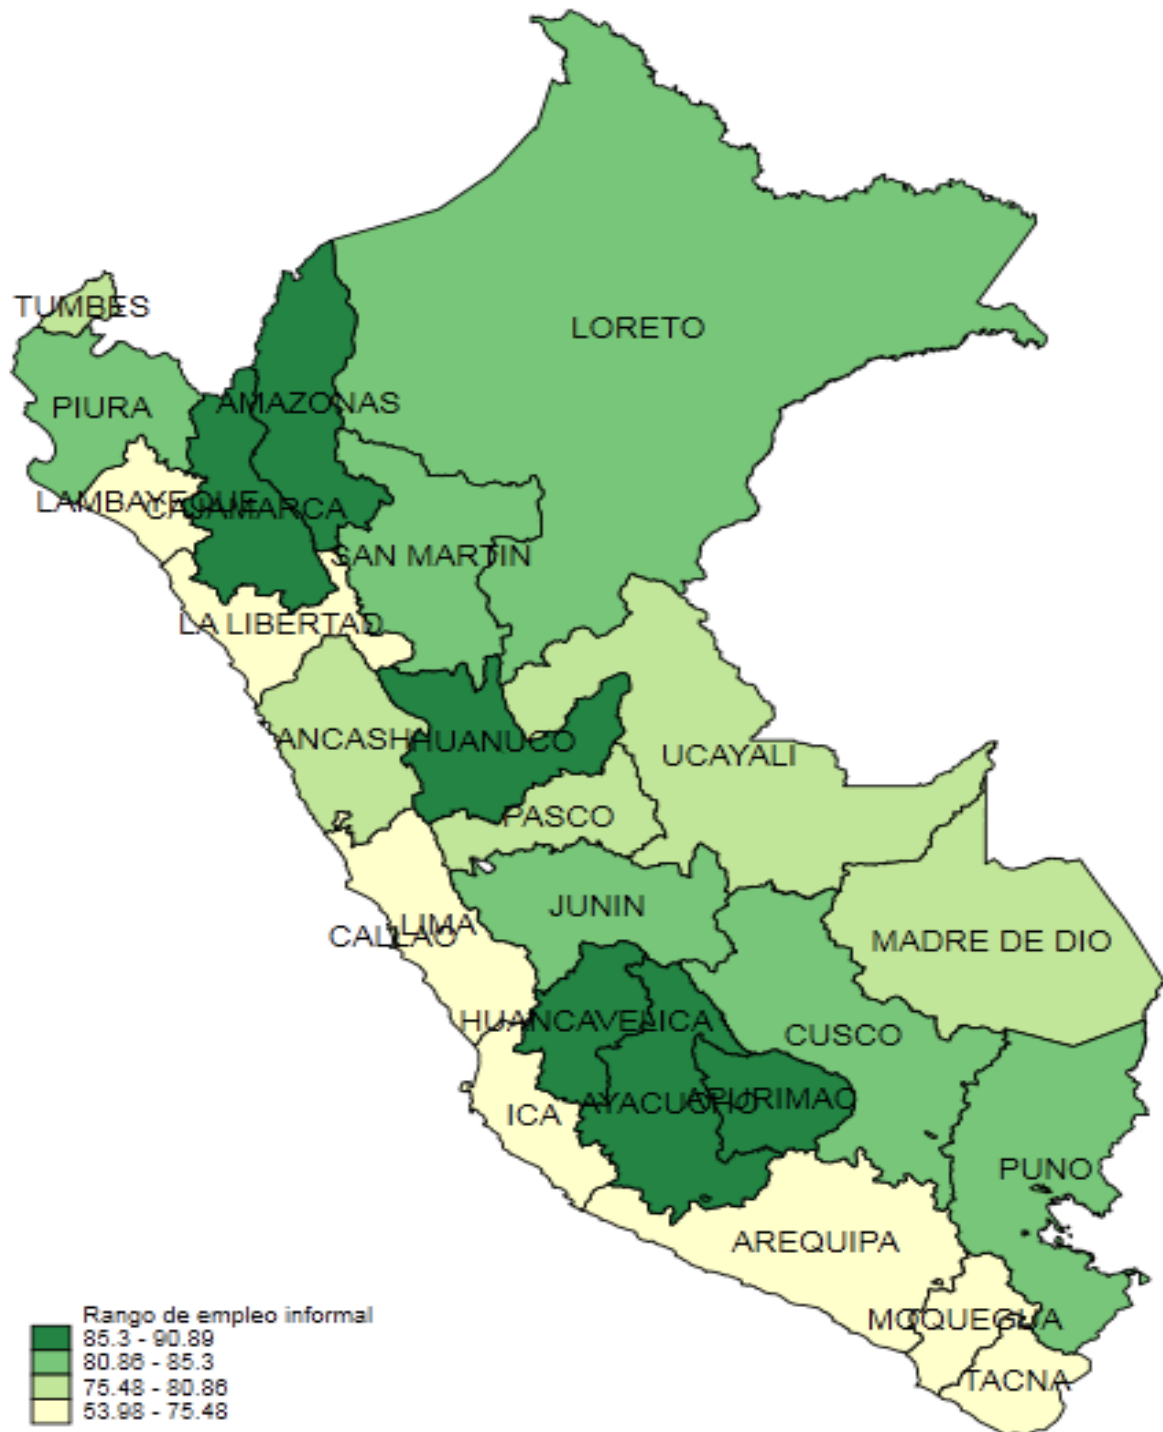 TUMBES
LORETO
PIURA
AMAZONAS
LAMBAYEQUE
CAJAMARCA
SAN MARTIN
LA LIBERTAD
ANCASH
HUANUCO
UCAYALI
PASCO
JUNIN
LIMA
CALLAO
MADRE DE DIO
HUANCAVELICA
CUSCO
ICA
AYACUCHO
APURIMAC
PUNO
AREQUIPA
MOQUEGUA
TACNA
Rango de empleo informal
85.3 - 90.89
80.86 - 85.3
75.48 - 80.86
53.98 - 75.48